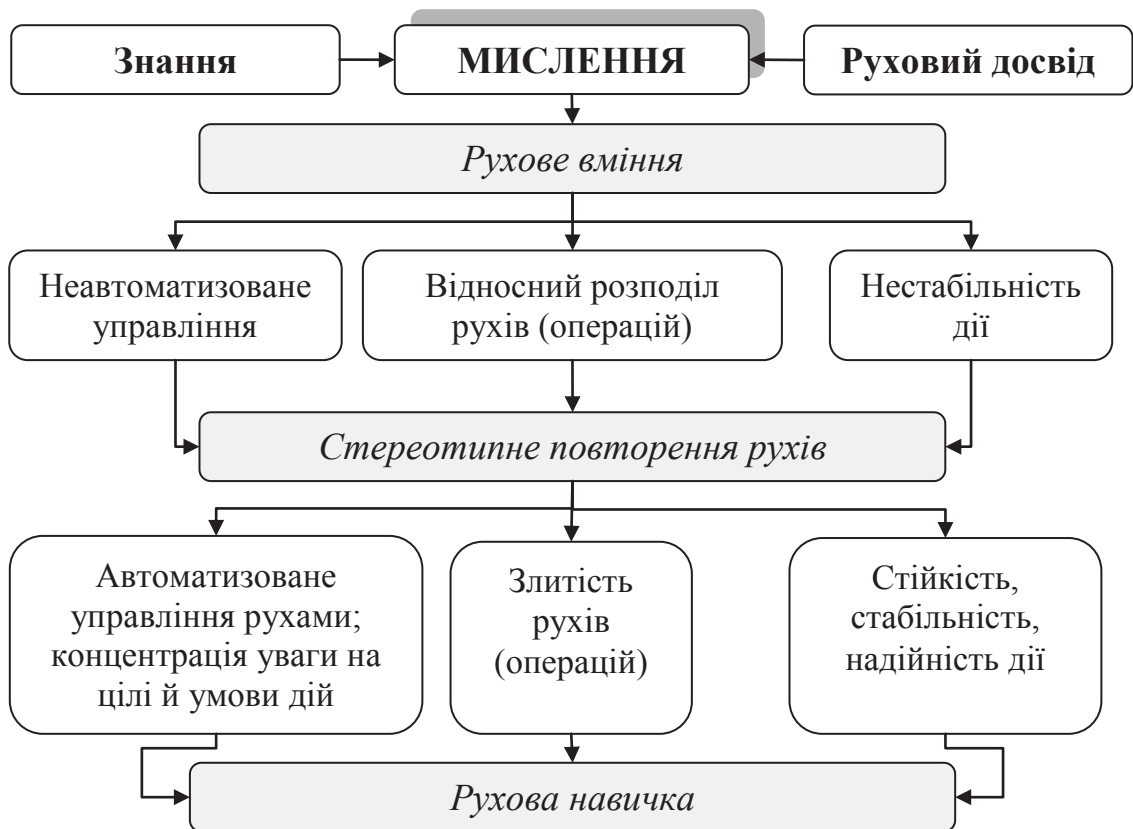 Знання
МИСЛЕННЯ
Руховий досвід
Рухове вміння
Неавтоматизоване
управління
Відносний розподіл
рухів (операцій)
Нестабільність
дії
Стереотипне повторення рухів
Автоматизоване
управління рухами;
концентрація уваги на
цілі й умови дій
Злитість
рухів
(операцій)
Стійкість,
стабільність,
надійність дії
Рухова навичка